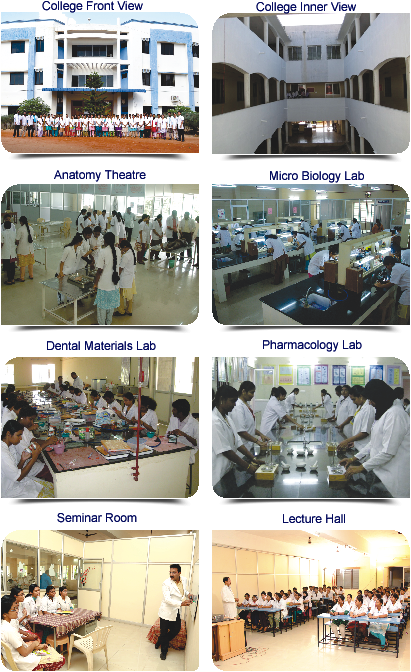 College Front View
College Inner View
Anatomy Theatre
Micro Biology Lab
Dental Materials Lab
Pharmacology Lab
Seminar Room
Lecture Hall